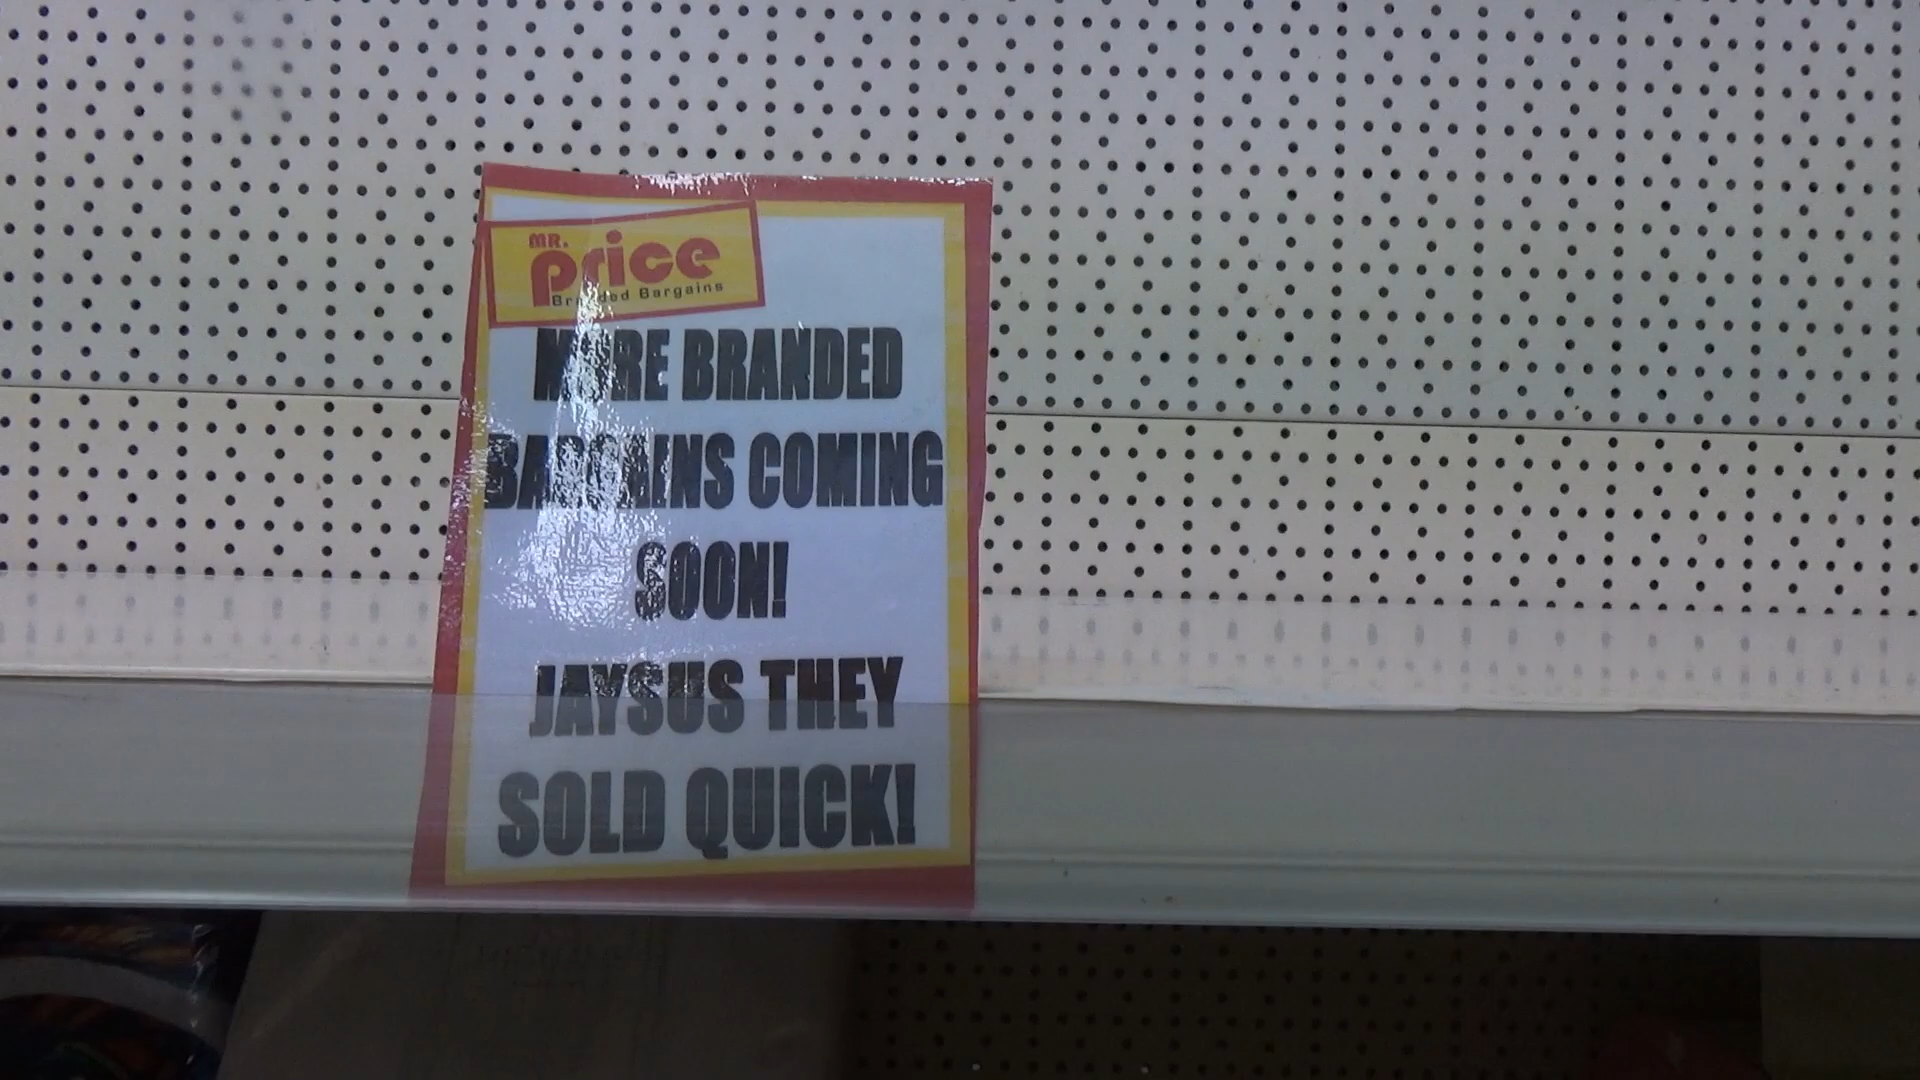 MR.
price
Branded Bargains
MORE BRANDED
BARGAINS COMING
SOON!
JAYSUS THEY
SOLD QUICK!